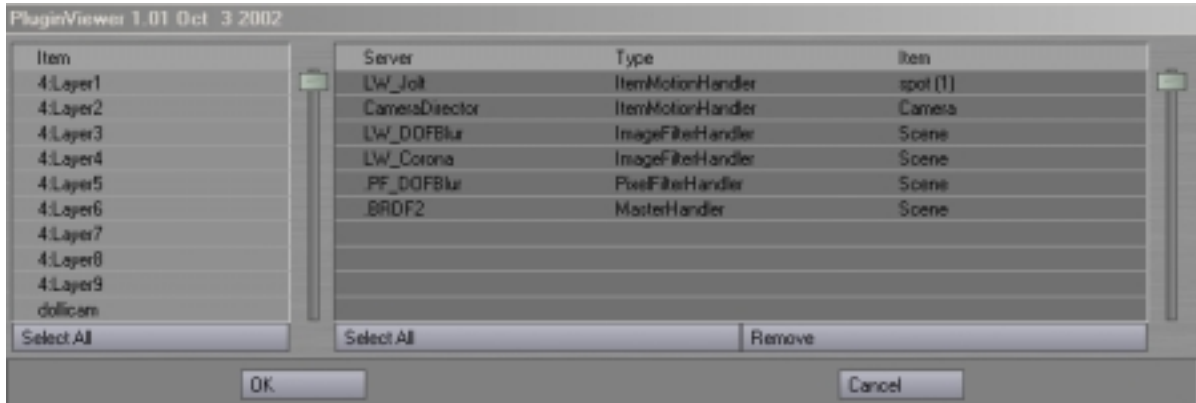 PluginViewer 1.01 Oct 3 2002
Item
4:Layer1
4:Layer2
4:Layer3
4:Layer4
4:Layer5
4:Layer6
4:Layer7
4:Layer8
4:Layer9
dollicam
Select All
Server Type Item
LW_Jolt ItemMotionHandler spot (1)
CameraDirector ItemMotionHandler Camera
LW_DOFBlur ImageFilterHandler Scene
LW_Corona ImageFilterHandler Scene
.PF_DOFBlur PixelFilterHandler Scene
.BRDF2 MasterHandler Scene
Select All Remove
OK Cancel